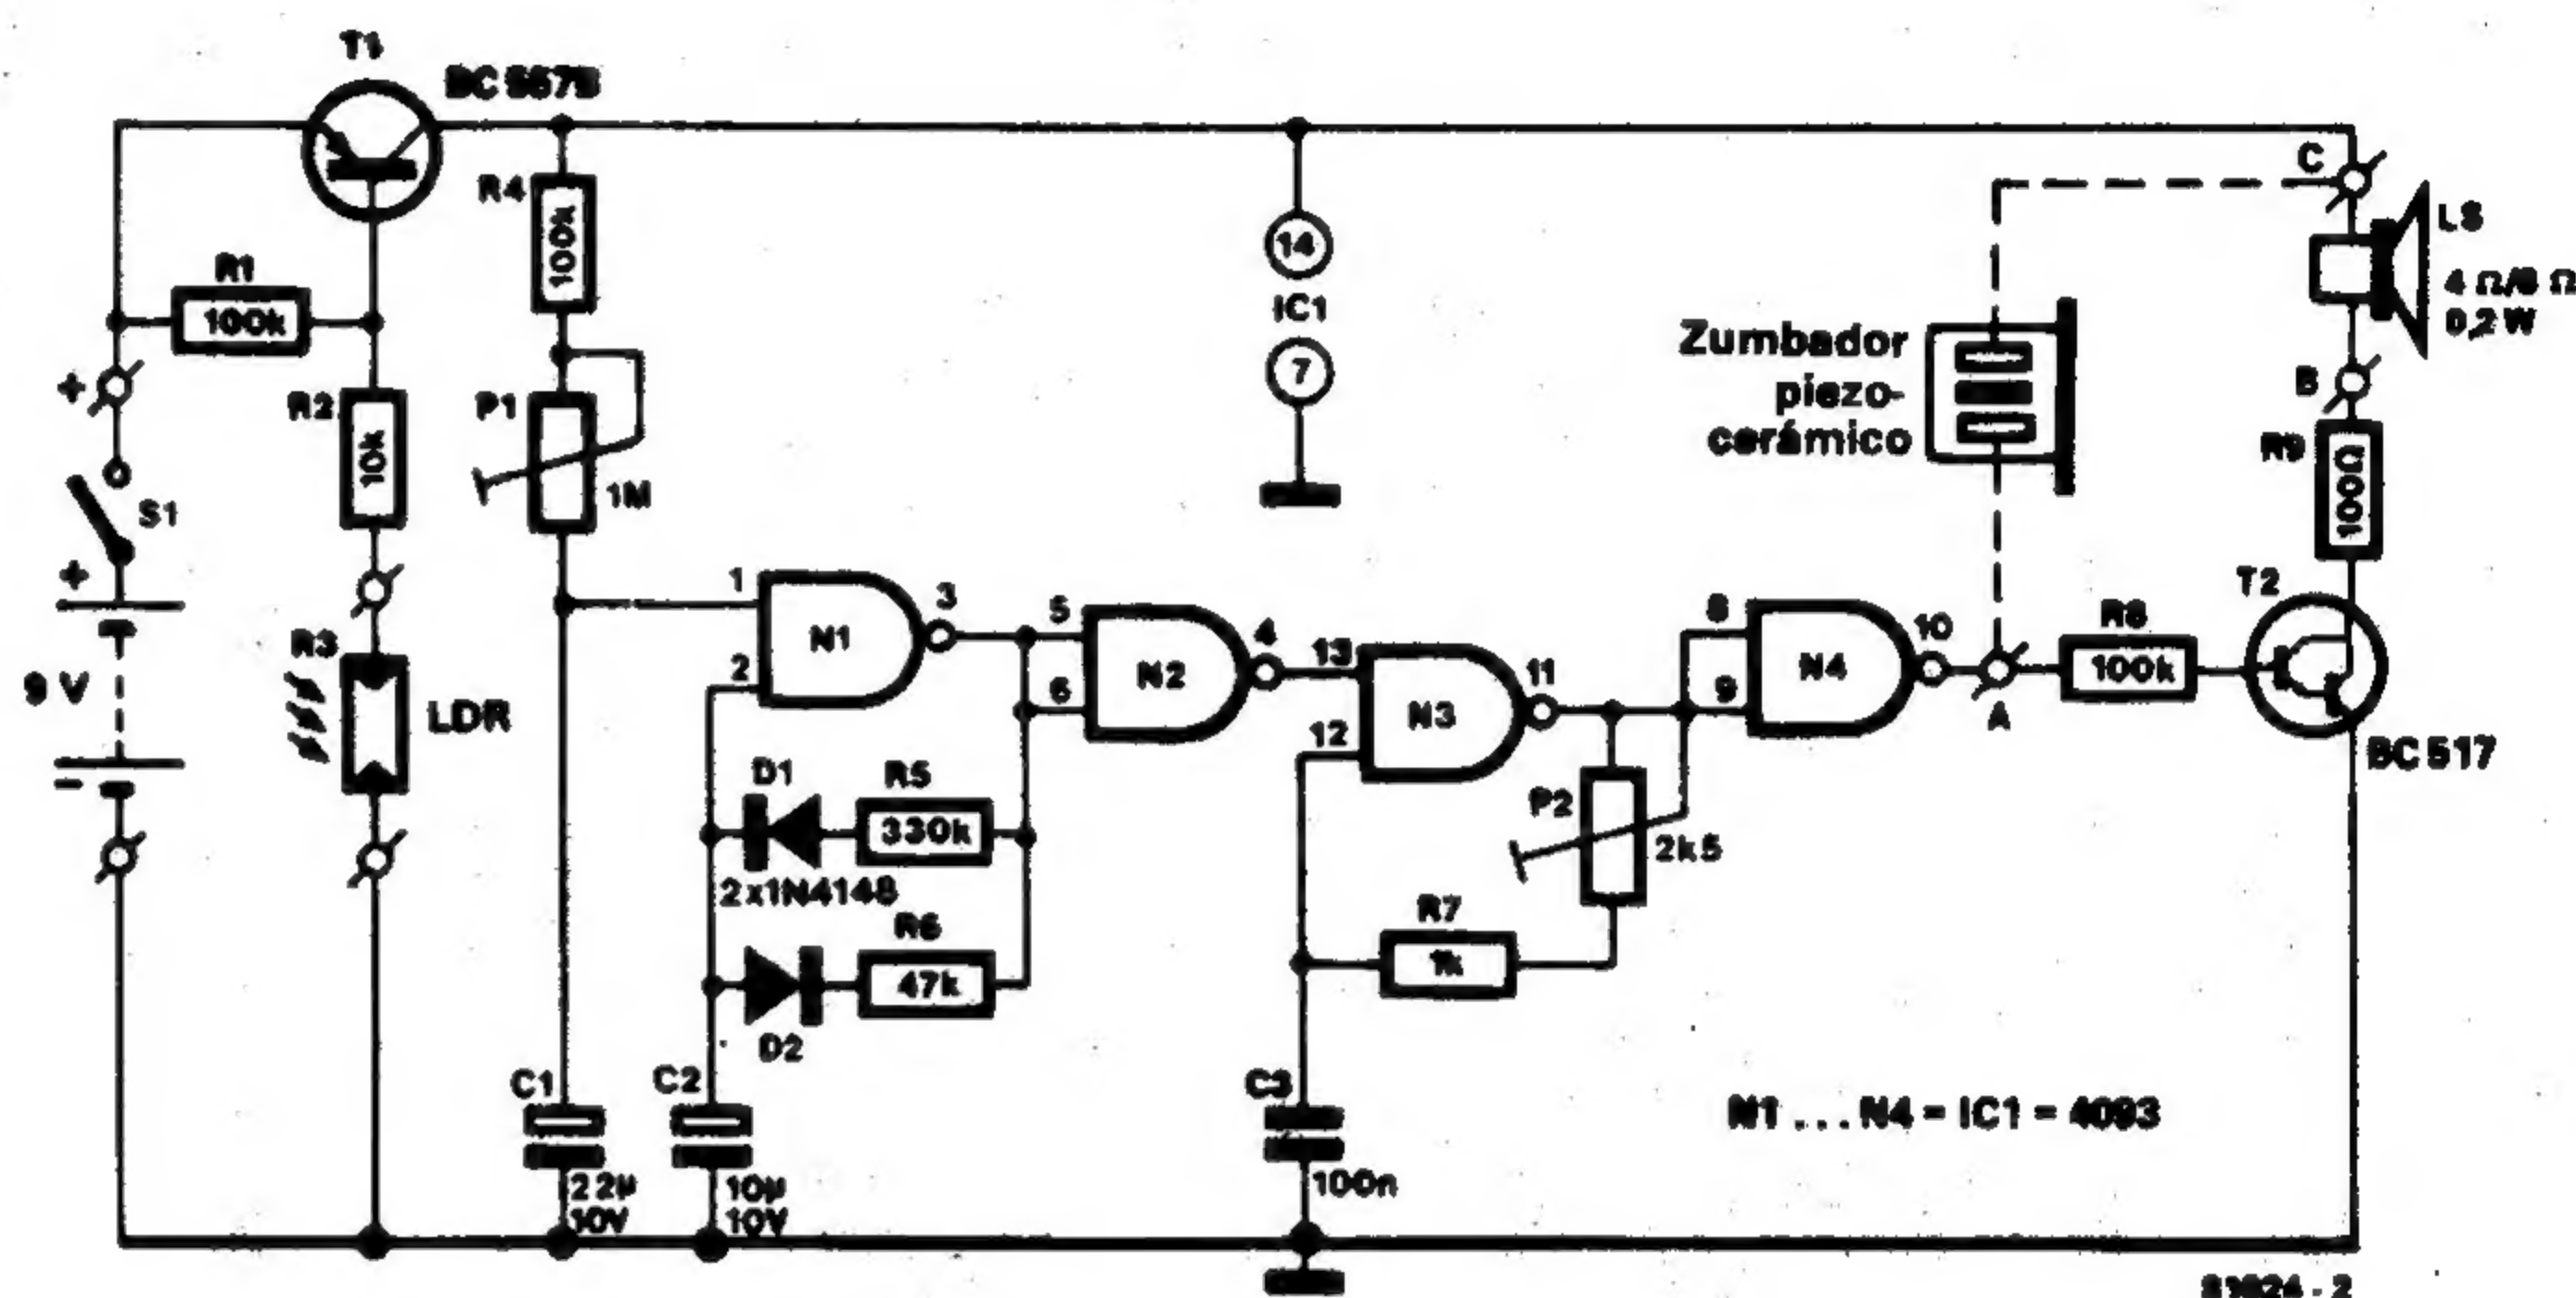 T1
BC 557B
R1
100k
+
S1
+
9 V
-
R2
10k
R3
LDR
R4
100k
P1
1M
14
IC1
7
1
2
N1
3
D1
R5
330k
2x1N4148
R6
47k
D2
C1
22µ
10V
C2
10µ
10V
5
6
N2
4
13
12
N3
11
P2
2k5
R7
1k
C3
100n
8
9
N4
10
A
Zumbador
piezo-
cerámico
R8
100k
T2
BC 517
C
LS
4 Ω/8 Ω
0,2 W
B
R9
100Ω
N1 ... N4 = IC1 = 4093